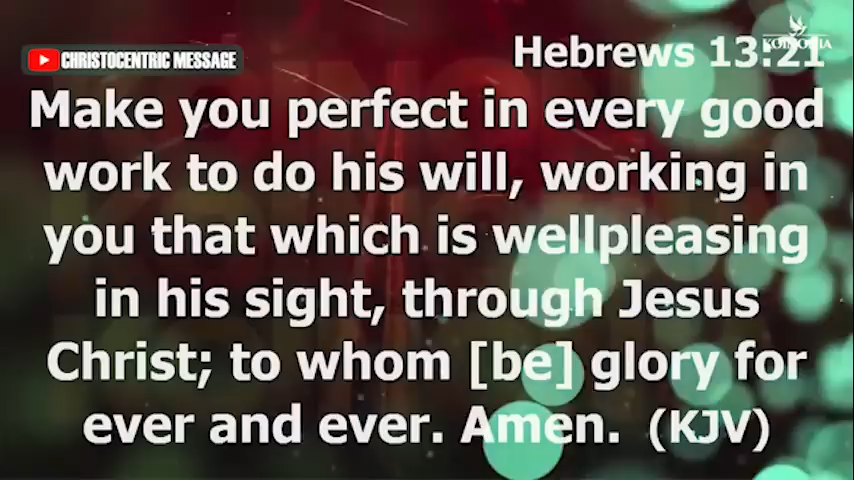 KOINONIA
CHRISTOCENTRIC MESSAGE
Hebrews 13:21
Make you perfect in every good
work to do his will, working in
you that which is wellpleasing
in his sight, through Jesus
Christ; to whom [be] glory for
ever and ever. Amen. (KJV)